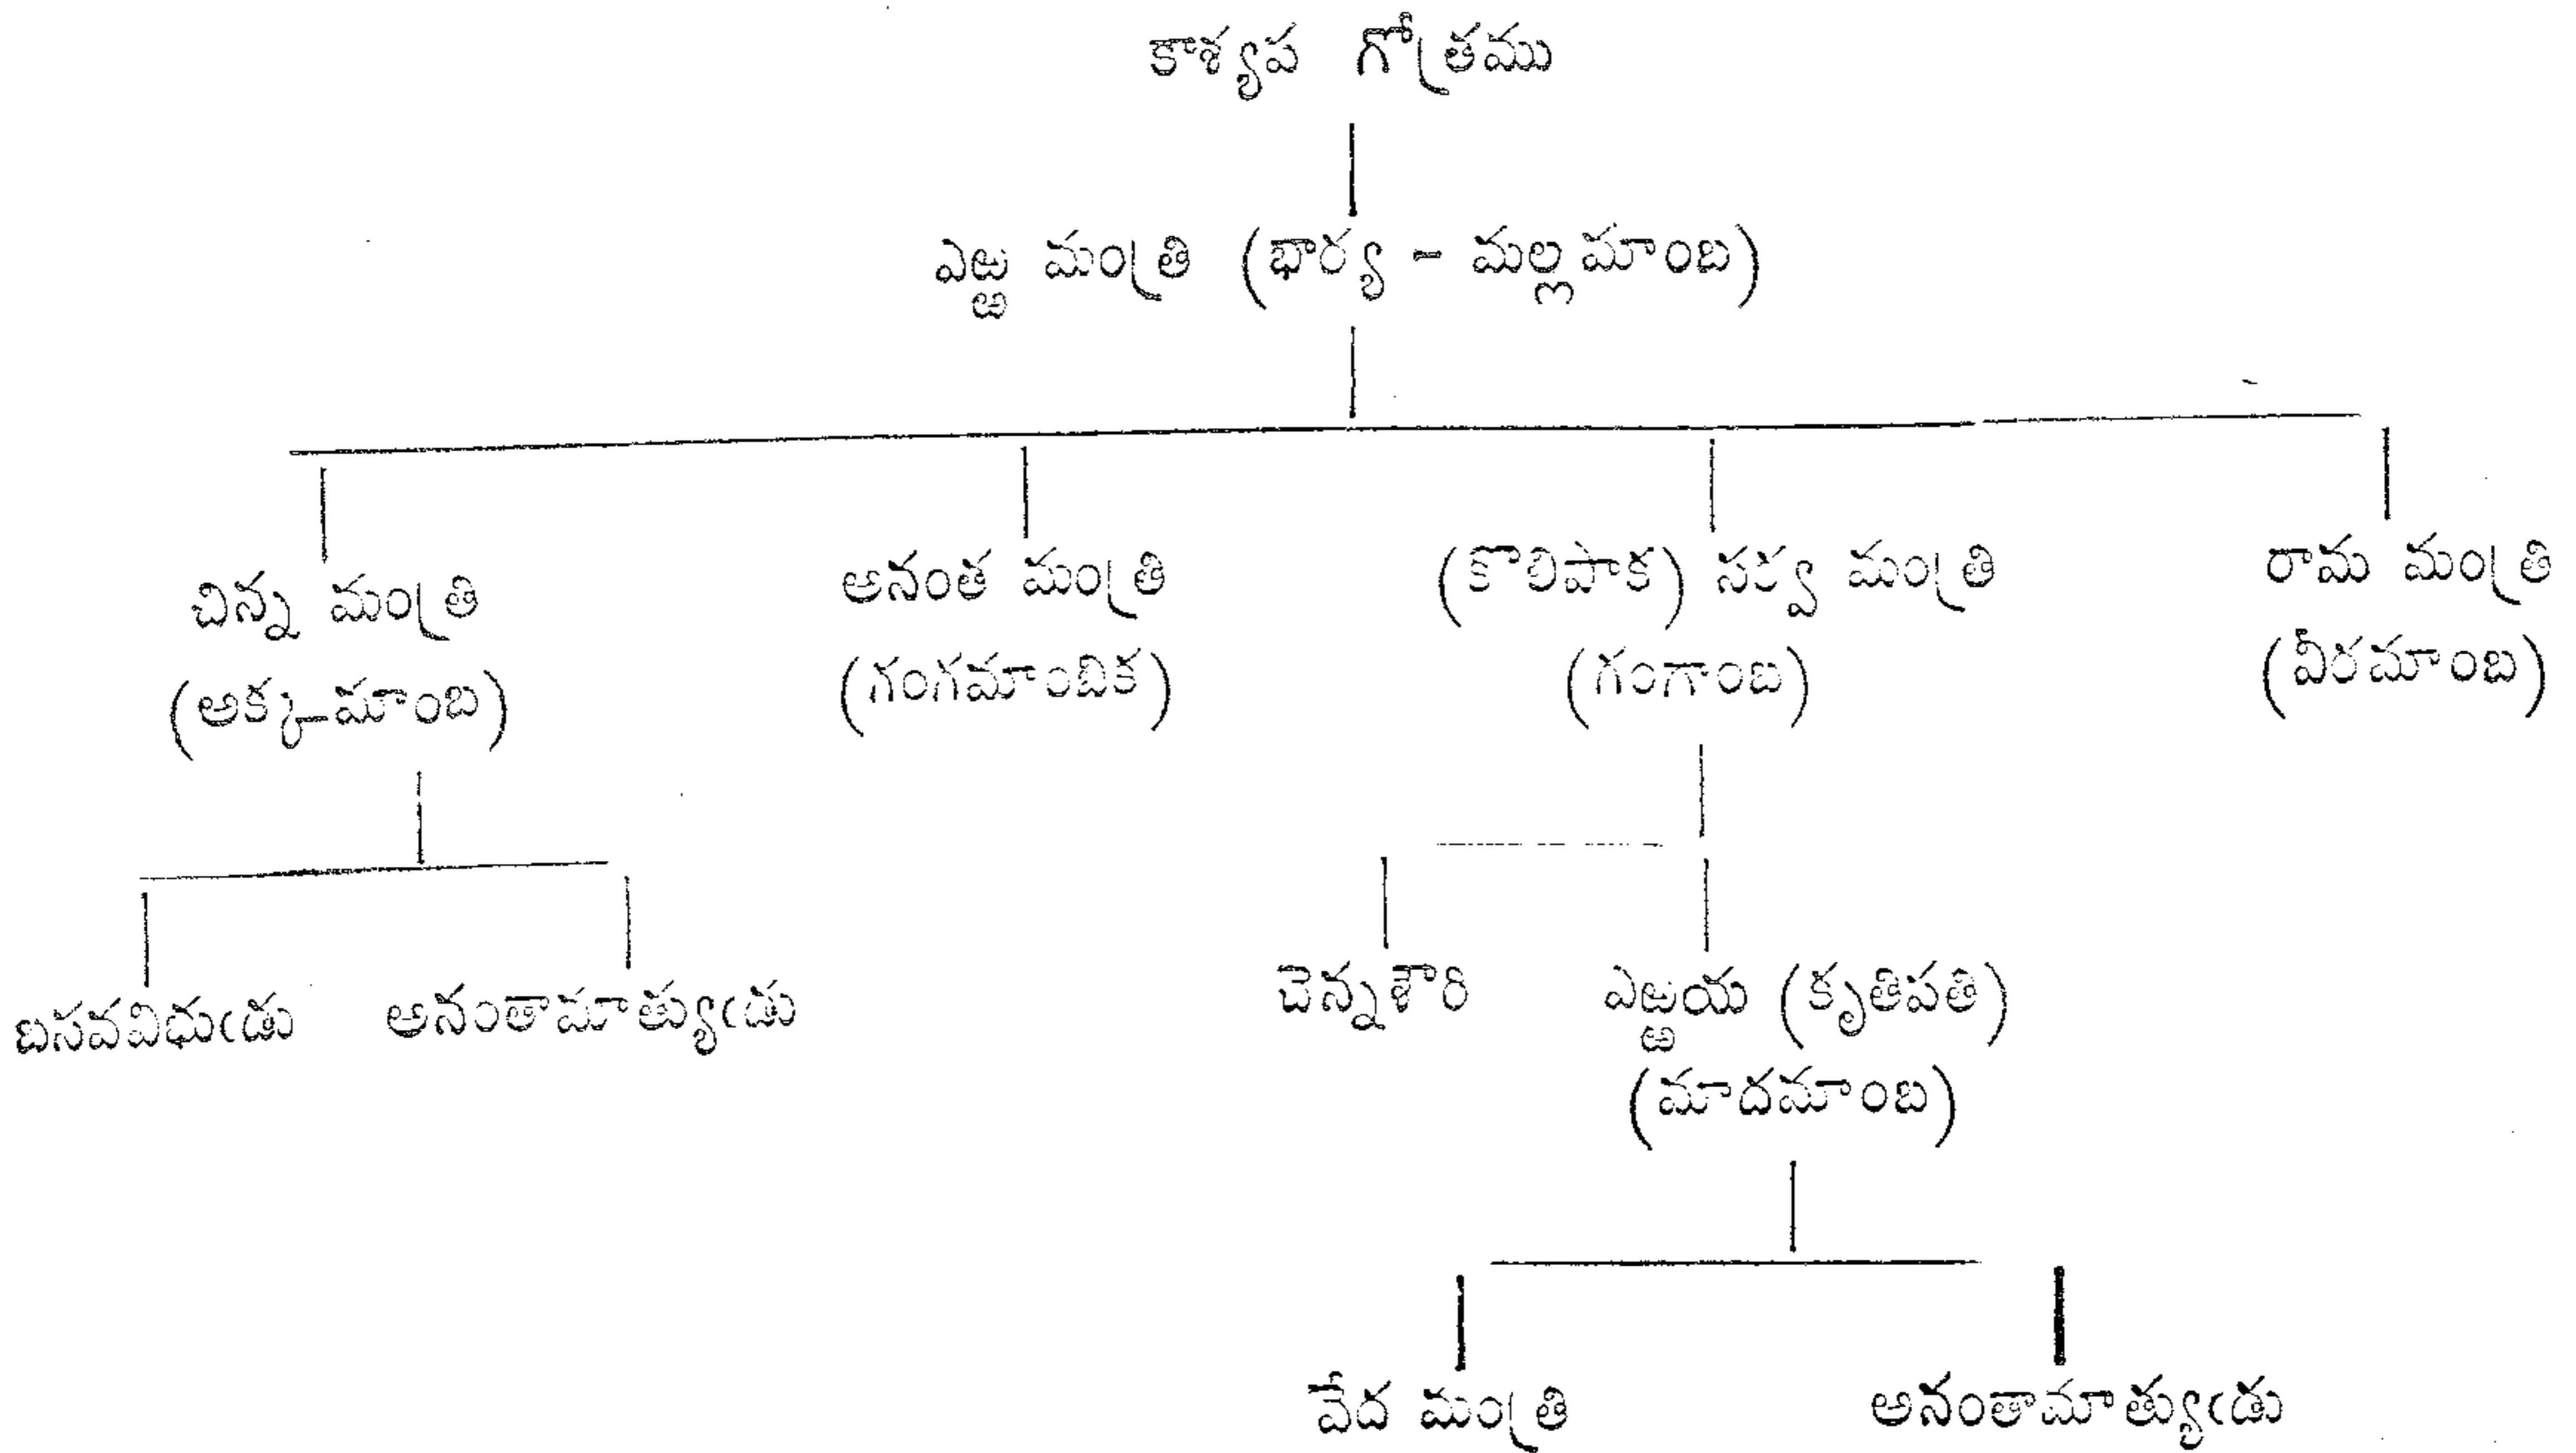 కాశ్యప గోత్రము
ఎఱ్ఱ మంత్రి (భార్య - మల్లమాంబ)
చిన్న మంత్రి
(అక్కమాంబ)
అనంత మంత్రి
(గంగమాంబిక)
(కొలిపాక) సర్వ మంత్రి
(గంగాంబ)
రామ మంత్రి
(వీరమాంబ)
బసవవిధుఁడు
అనంతామాత్యుఁడు
చెన్నశౌరి
ఎఱ్ఱయ (కృతిపతి)
(మాదమాంబ)
వేద మంత్రి
అనంతామాత్యుఁడు